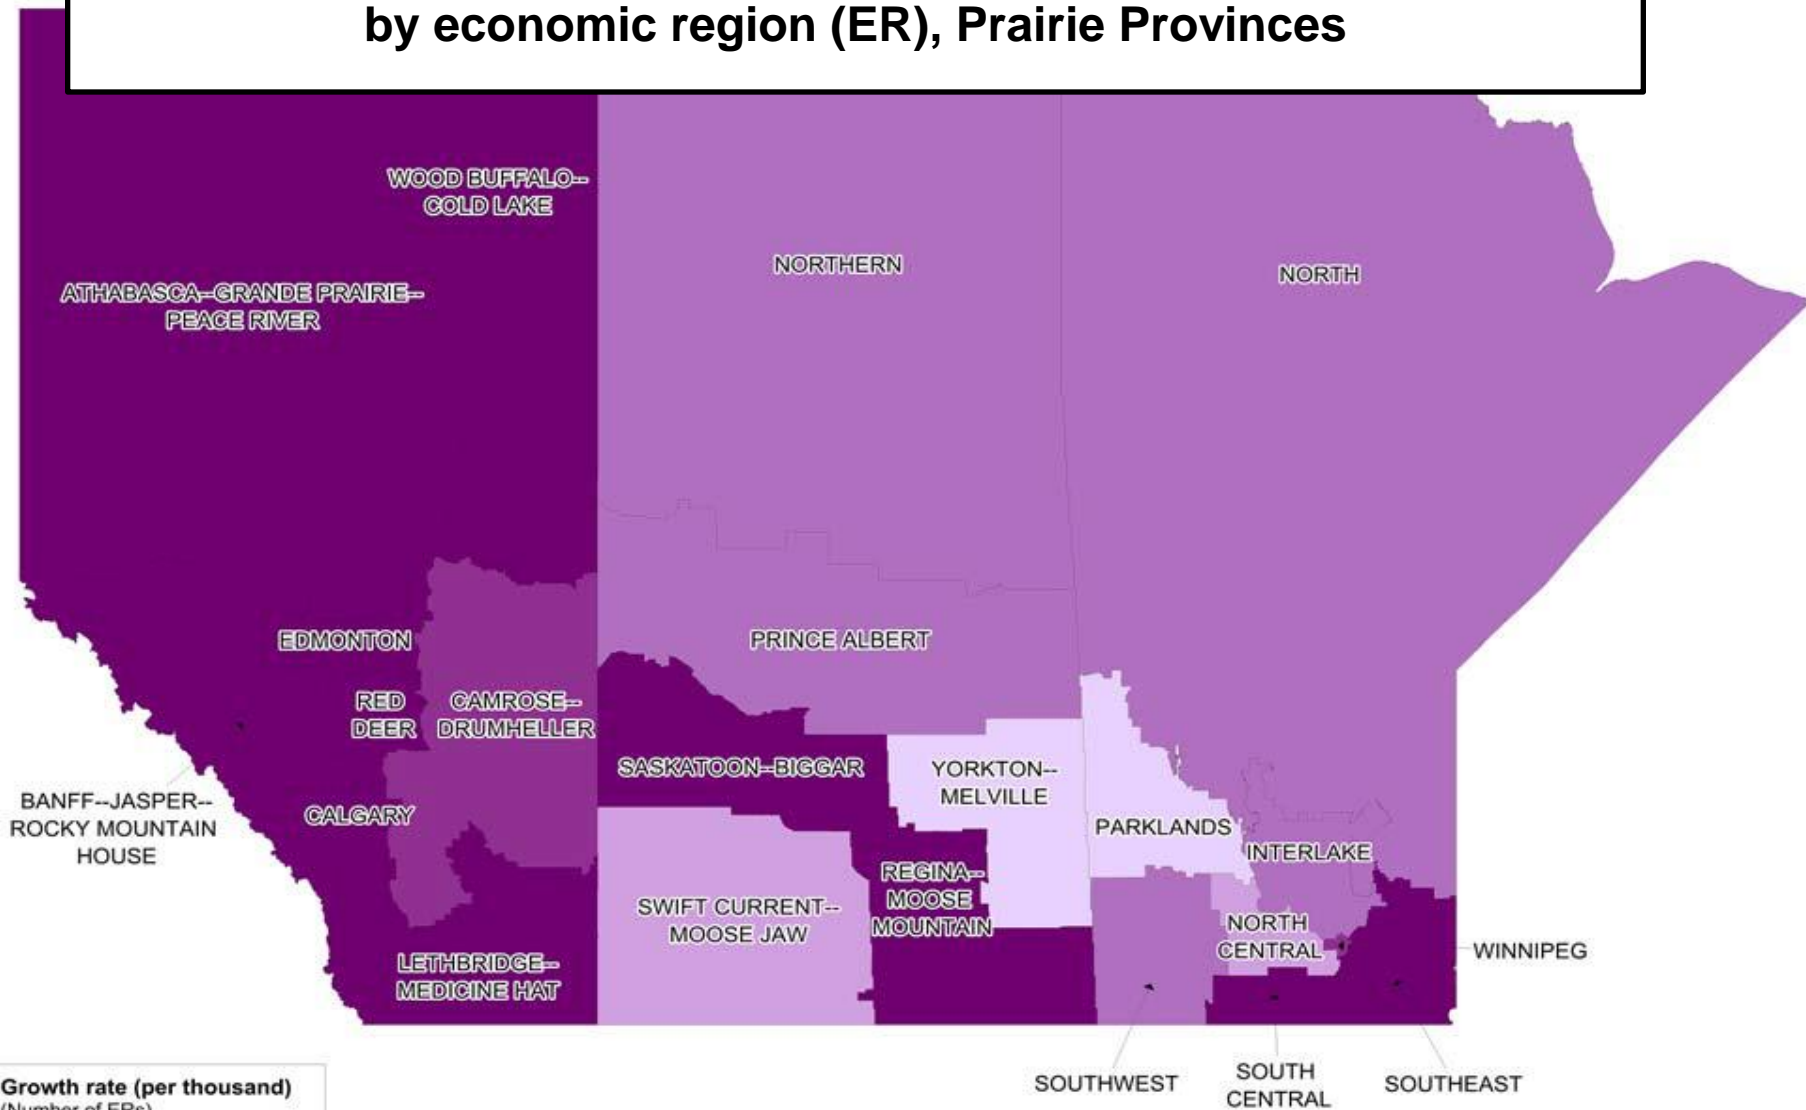 by economic region (ER), Prairie Provinces
WOOD BUFFALO--
COLD LAKE
NORTHERN
NORTH
ATHABASCA--GRANDE PRAIRIE--
PEACE RIVER
EDMONTON
PRINCE ALBERT
RED
DEER
CAMROSE--
DRUMHELLER
SASKATOON--BIGGAR
YORKTON--
MELVILLE
BANFF--JASPER--
ROCKY MOUNTAIN
HOUSE
CALGARY
PARKLANDS
INTERLAKE
REGINA--
MOOSE
MOUNTAIN
SWIFT CURRENT--
MOOSE JAW
NORTH
CENTRAL
WINNIPEG
LETHBRIDGE--
MEDICINE HAT
SOUTHWEST
SOUTH
CENTRAL
SOUTHEAST
Growth rate (per thousand)
(Number of ERs)